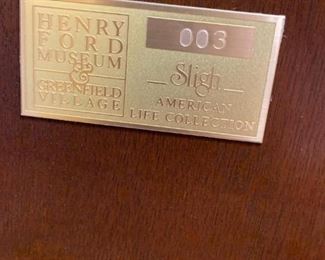 HENRY
FORD
MUSEUM
&
GREENFIELD
VILLAGE
003
Sligh
AMERICAN
LIFE COLLECTION